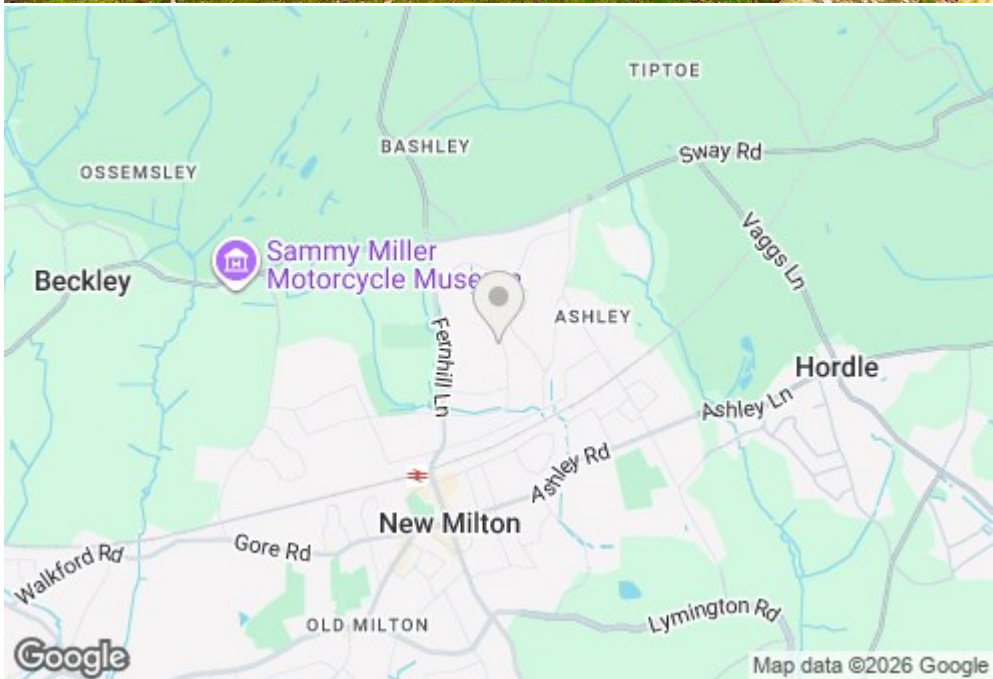 TIPTOE
BASHLEY
Sway Rd
OSSEMSLEY
Vaggs Ln
Sammy Miller
Motorcycle Museum
Beckley
ASHLEY
Fernhill Ln
Hordle
Ashley Ln
Ashley Rd
New Milton
Gore Rd
Walkford Rd
OLD MILTON
Lymington Rd
Google
Map data ©2026 Google